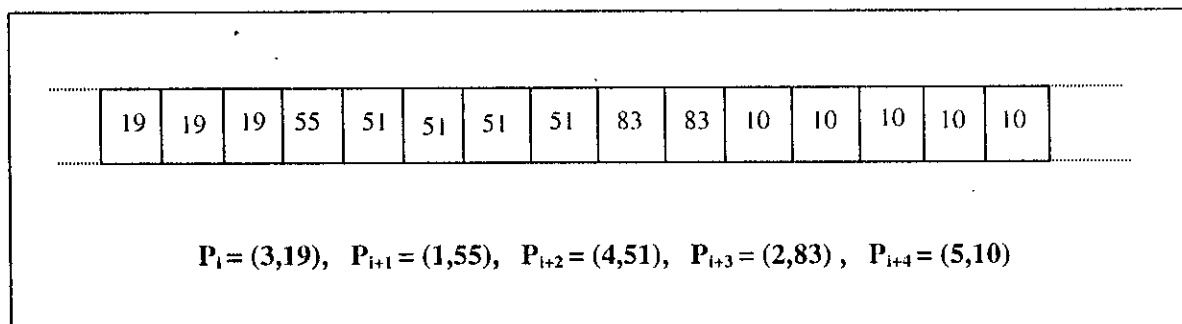 19 19 19 55 51 51 51 51 83 83 10 10 10 10 10
Pᵢ = (3,19), Pᵢ₊₁ = (1,55), Pᵢ₊₂ = (4,51), Pᵢ₊₃ = (2,83) , Pᵢ₊₄ = (5,10)